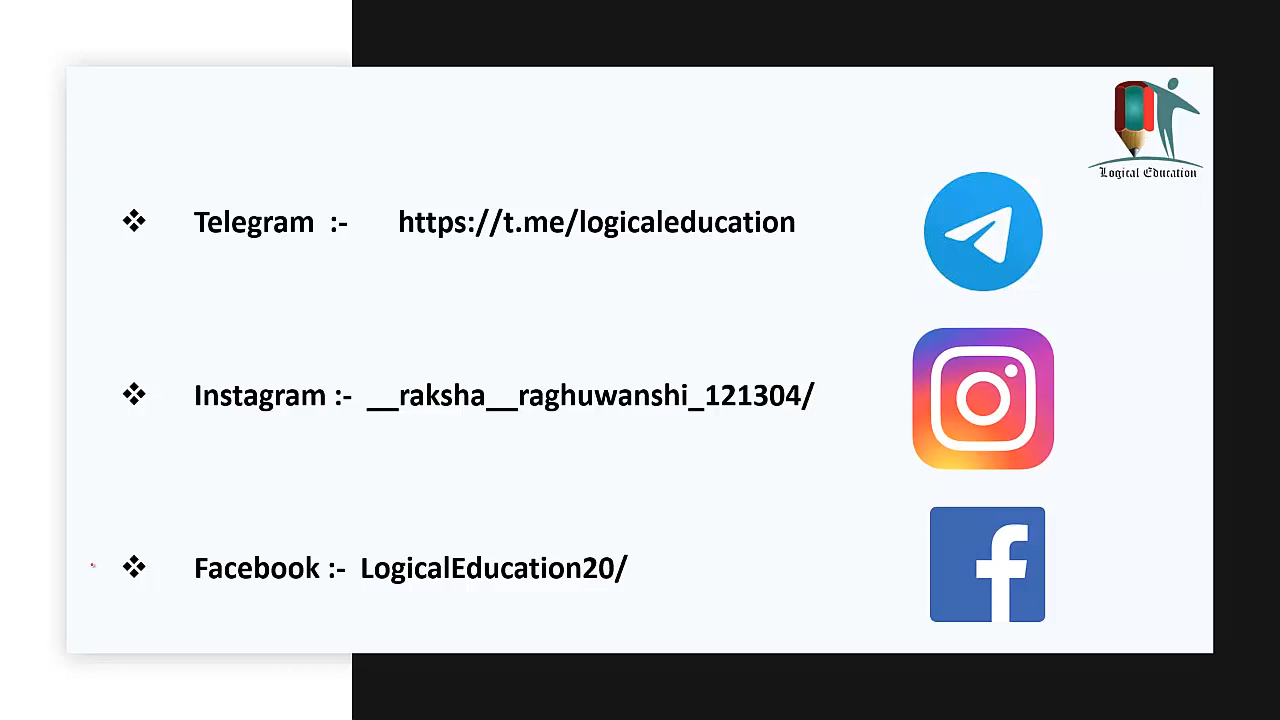 Logical Education
❖ Telegram :- https://t.me/logicaleducation
❖ Instagram :- __raksha__raghuwanshi_121304/
❖ Facebook :- LogicalEducation20/